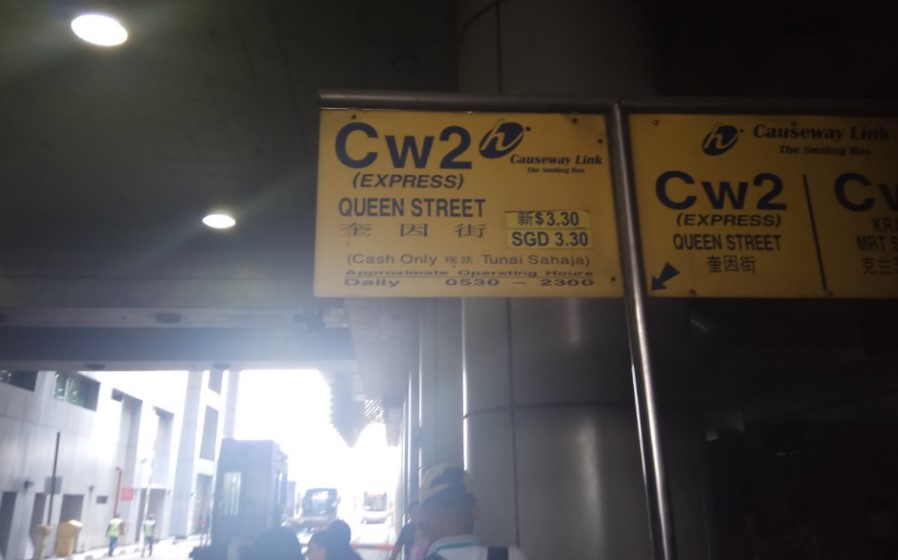 Cw2
Causeway Link
The Smiling Bus
(EXPRESS)
QUEEN STREET
奎因街
新$3.30
SGD 3.30
(Cash Only 现款 Tunai Sahaja)
Approximate Operating Hours
Daily 0530 - 2300
Causeway Link
The Smiling Bus
Cw2
(EXPRESS)
QUEEN STREET
奎因街
MRT